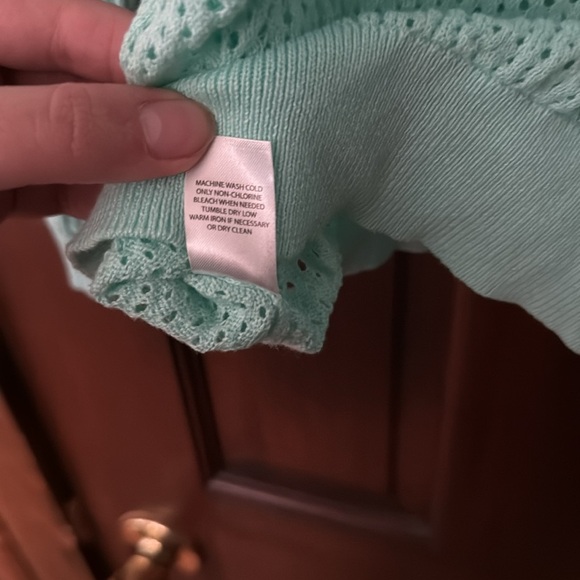 MACHINE WASH COLD
ONLY NON-CHLORINE
BLEACH WHEN NEEDED
TUMBLE DRY LOW
WARM IRON IF NECESSARY
OR DRY CLEAN